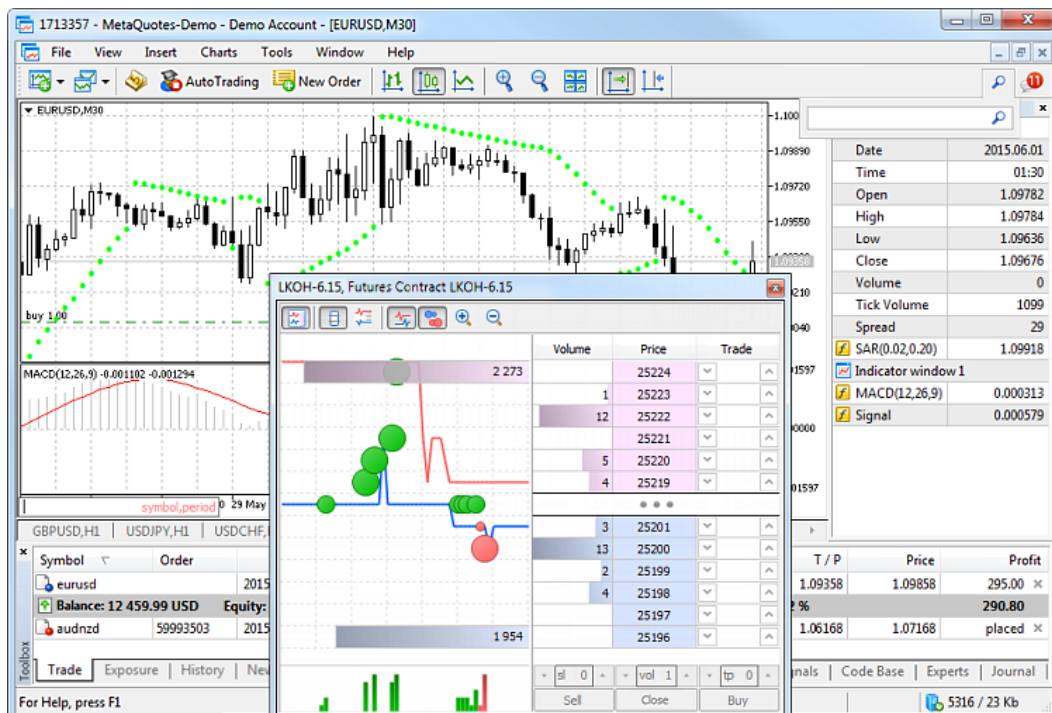 1713357 - MetaQuotes-Demo - Demo Account - [EURUSD,M30]
File View Insert Charts Tools Window Help
AutoTrading New Order 11
EURUSD,M30
1.100
1.09890
1.09720
1.09550
1.09350
buy 1.00
MACD(12,26,9) -0.001102 -0.001294
symbol,period 29 May
GBPUSD,H1 USDJPY,H1
Date 2015.06.01
Time 01:30
Open 1.09782
High 1.09784
Low 1.09636
Close 1.09676
Volume 0
Tick Volume 1099
Spread 29
SAR(0.02,0.20) 1.09918
Indicator window 1
MACD(12,26,9) 0.000313
Signal 0.000579
LKOH-6.15, Futures Contract LKOH-6.15
Volume Price Trade
2 273
25224
1 25223
12 25222
25221
5 25220
4 25219
3 25201
13 25200
2 25199
4 25198
25197
1 954 25196
sl 0 vol 1 tp 0
Sell Close Buy
Symbol Order T / P Price Profit
eurusd 2015 1.09358 1.09858 295.00
Balance: 12 459.99 USD Equity: 2 % 290.80
audnzd 59993503 2015 1.06168 1.07168 placed
Toolbox
Trade Exposure History Code Base Experts Journal
For Help, press F1 5316 / 23 Kb